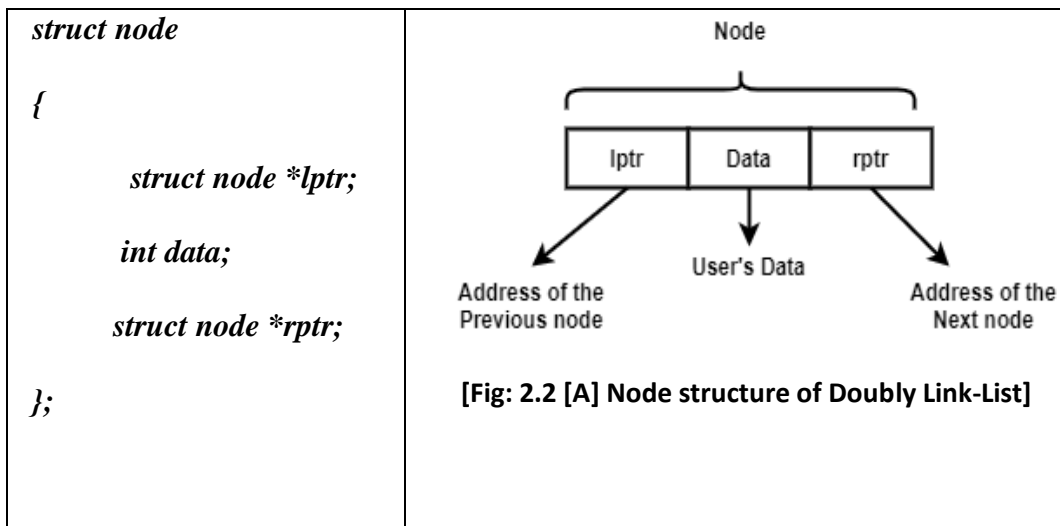 struct node
{
struct node *lptr;
int data;
struct node *rptr;
};
Node
lptr Data rptr
User's Data
Address of the
Previous node
Address of the
Next node
[Fig: 2.2 [A] Node structure of Doubly Link-List]